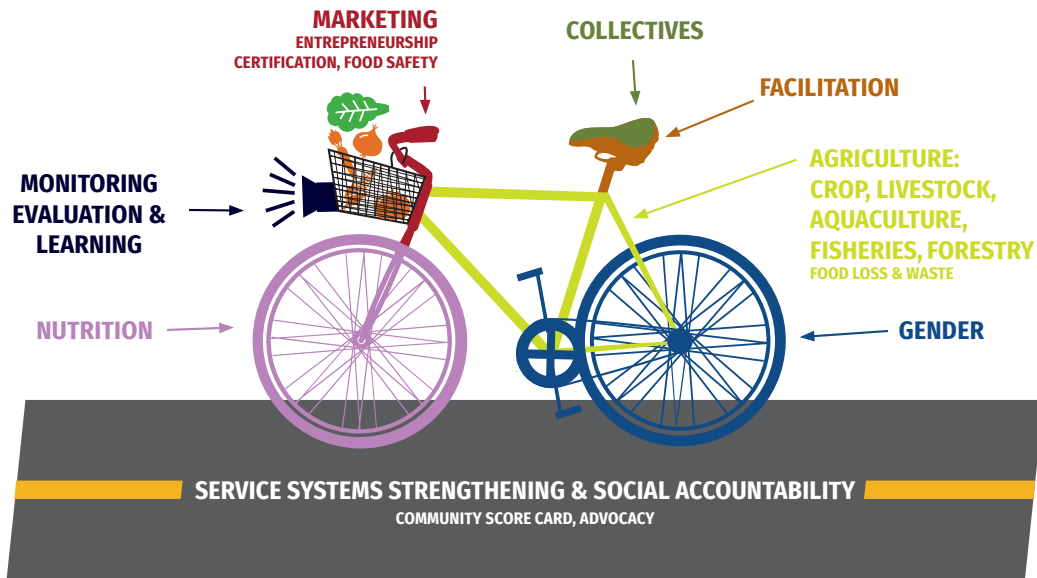 MARKETING
ENTREPRENEURSHIP
CERTIFICATION, FOOD SAFETY
COLLECTIVES
FACILITATION
AGRICULTURE:
CROP, LIVESTOCK,
AQUACULTURE,
FISHERIES, FORESTRY
FOOD LOSS & WASTE
MONITORING
EVALUATION &
LEARNING
NUTRITION
GENDER
SERVICE SYSTEMS STRENGTHENING & SOCIAL ACCOUNTABILITY
COMMUNITY SCORE CARD, ADVOCACY